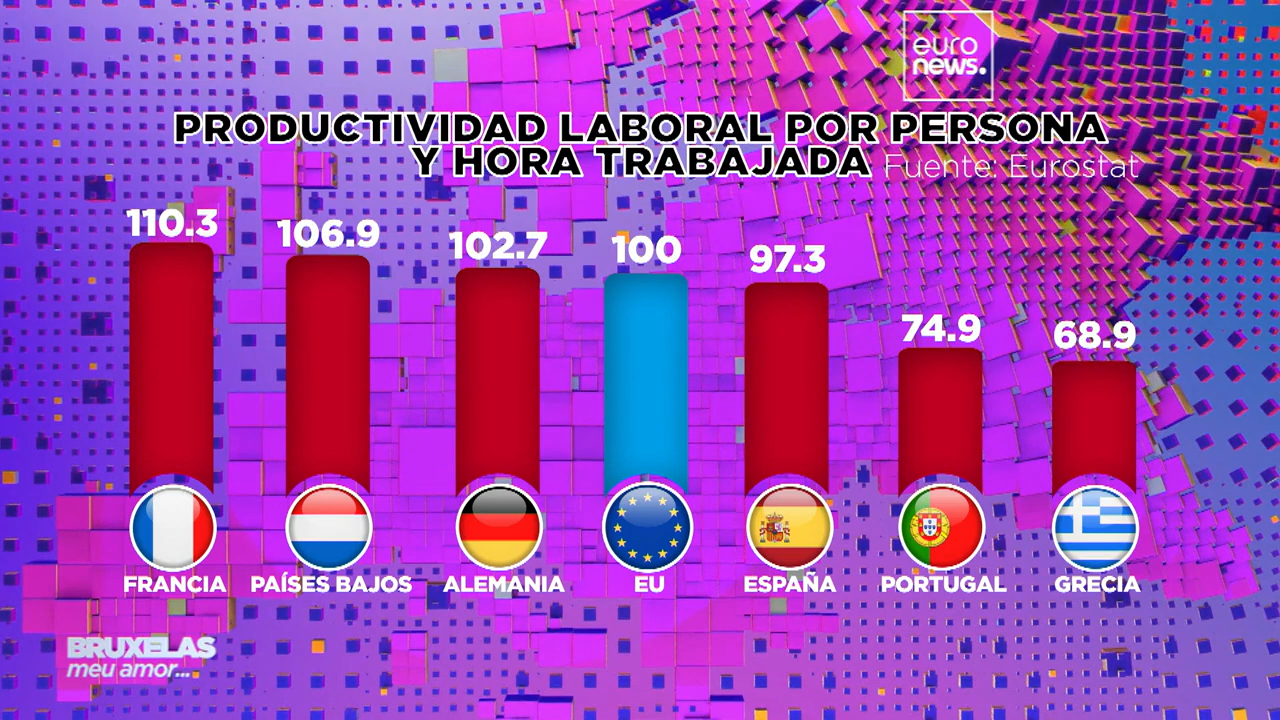 euro
news.
PRODUCTIVIDAD LABORAL POR PERSONA
Y HORA TRABAJADA Fuente: Eurostat
110.3 106.9 102.7 100 97.3 74.9 68.9
FRANCIA PAÍSES BAJOS ALEMANIA EU ESPAÑA PORTUGAL GRECIA
BRUXELAS
meu amor...